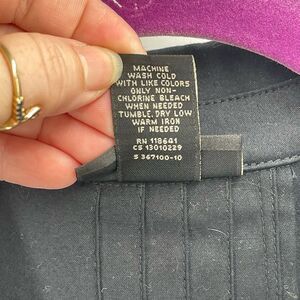 MACHINE
WASH COLD
WITH LIKE COLORS
ONLY NON-
CHLORINE BLEACH
WHEN NEEDED
TUMBLE DRY LOW
WARM IRON
IF NEEDED
RN 118641
CS 13010229
S 367100-10